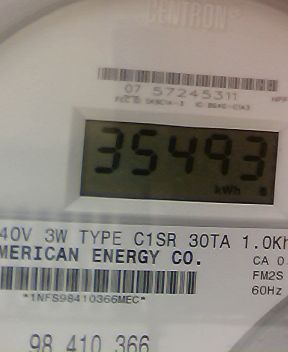 CENTRON®
07 57245311
35493
kWh
40V 3W TYPE C1SR 30TA 1.0Kh
MERICAN ENERGY CO.
CA 0.
FM2S
60Hz
*1NFS98410366MEC*
98 410 366